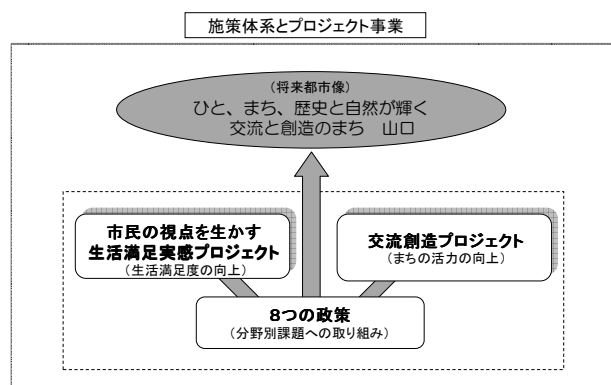 施策体系とプロジェクト事業
(将来都市像)
ひと、まち、歴史と自然が輝く
交流と創造のまち　山口
市民の視点を生かす
生活満足実感プロジェクト
(生活満足度の向上)
交流創造プロジェクト
(まちの活力の向上)
8つの政策
(分野別課題への取り組み)